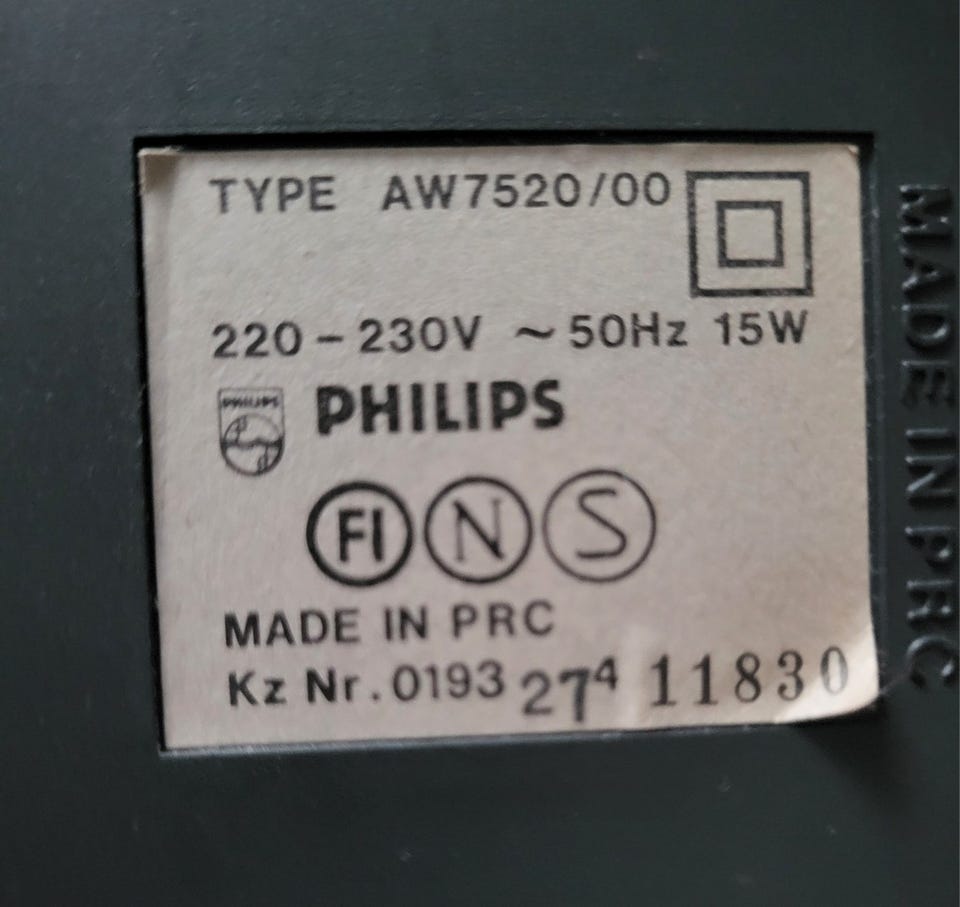 TYPE AW7520/00
220-230V ~ 50Hz 15W
PHILIPS
PHILIPS
FI N S
MADE IN PRC
Kz Nr. 0193 27⁴ 11830
MADE IN PRC